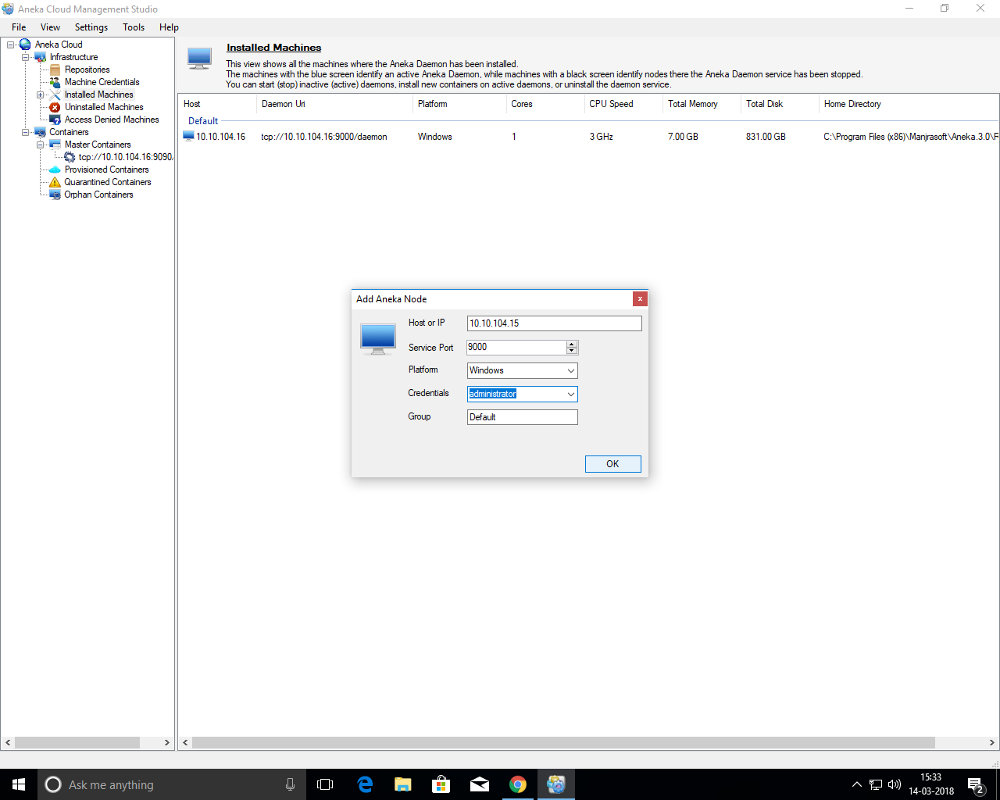 Aneka Cloud Management Studio
File View Settings Tools Help
Aneka Cloud
Infrastructure
Repositories
Machine Credentials
Installed Machines
Uninstalled Machines
Access Denied Machines
Containers
Master Containers
tcp://10.10.104.16:9090/
Provisioned Containers
Quarantined Containers
Orphan Containers
Installed Machines
This view shows all the machines where the Aneka Daemon has been installed.
The machines with the blue screen identify an active Aneka Daemon, while machines with a black screen identify nodes there the Aneka Daemon service has been stopped.
You can start (stop) inactive (active) daemons, install new containers on active daemons, or uninstall the daemon service.
Host Daemon Uri Platform Cores CPU Speed Total Memory Total Disk Home Directory
Default
10.10.104.16 tcp://10.10.104.16:9000/daemon Windows 1 3 GHz 7.00 GB 831.00 GB C:\Program Files (x86)\Manjrasoft\Aneka.3.0\R
Add Aneka Node
Host or IP 10.10.104.15
Service Port 9000
Platform Windows
Credentials administrator
Group Default
OK
Ask me anything
15:33
14-03-2018
2